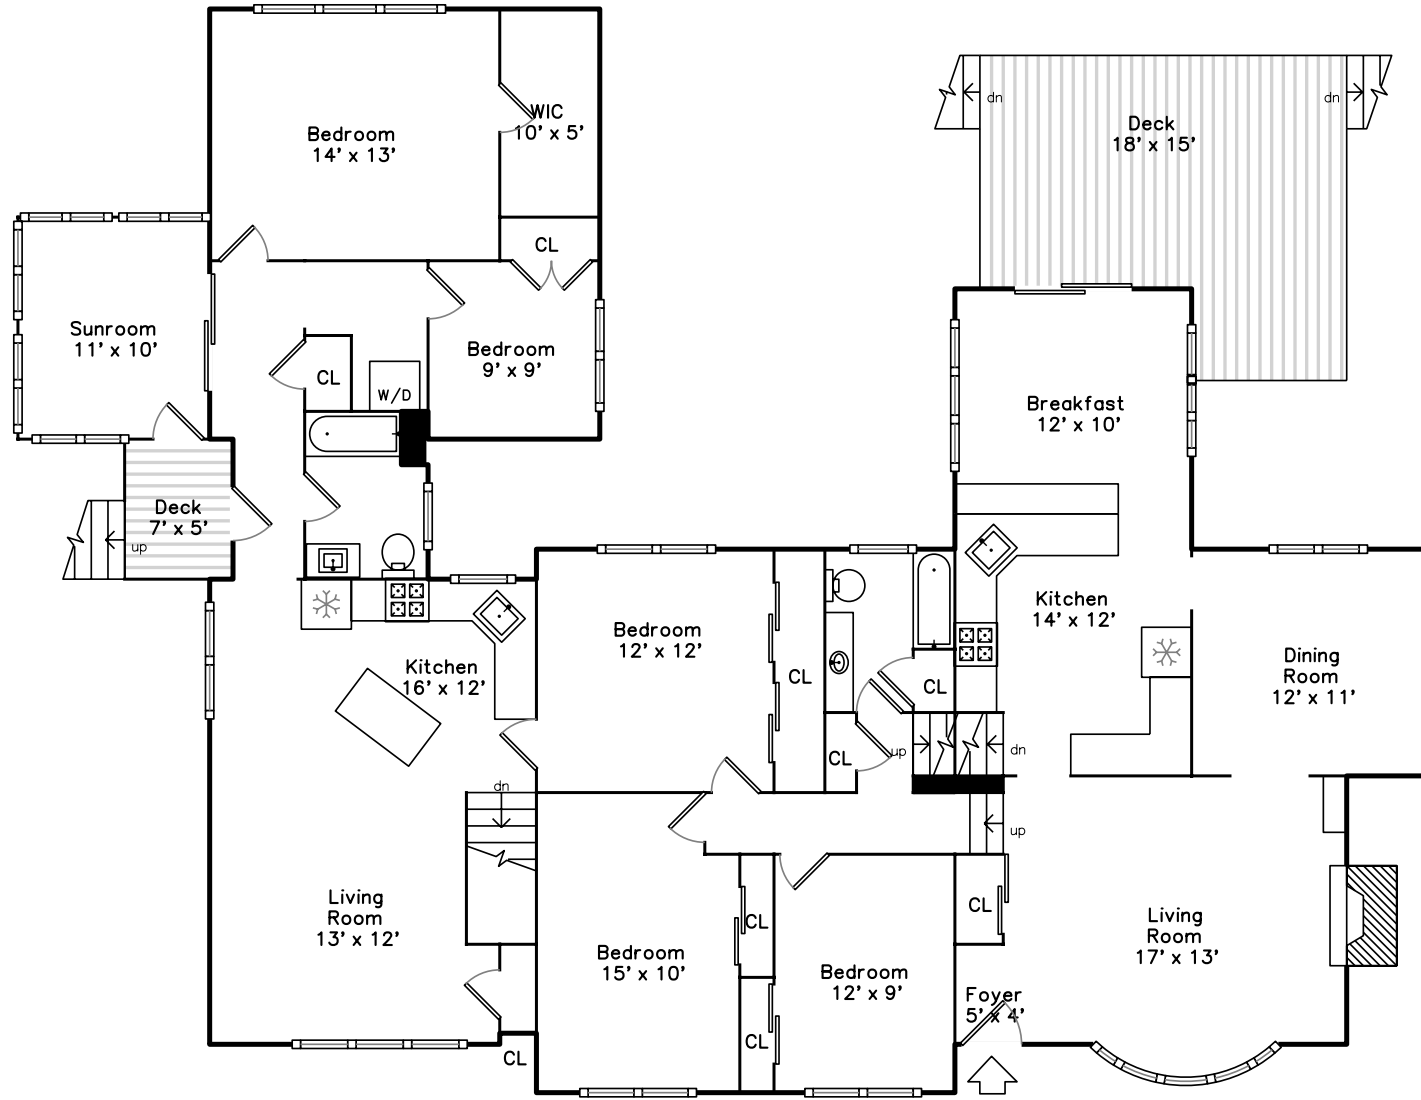 dn
dn
WIC
10' x 5'
Bedroom
14' x 13'
Deck
18' x 15'
CL
Sunroom
11' x 10'
Bedroom
9' x 9'
CL
W/D
Breakfast
12' x 10'
Deck
7' x 5'
up
Kitchen
14' x 12'
Bedroom
12' x 12'
Kitchen
16' x 12'
CL
CL
Dining
Room
12' x 11'
CL
up
dn
dn
up
Living
Room
13' x 12'
CL
CL
Living
Room
17' x 13'
Bedroom
15' x 10'
Bedroom
12' x 9'
Foyer
5' x 4'
CL
CL